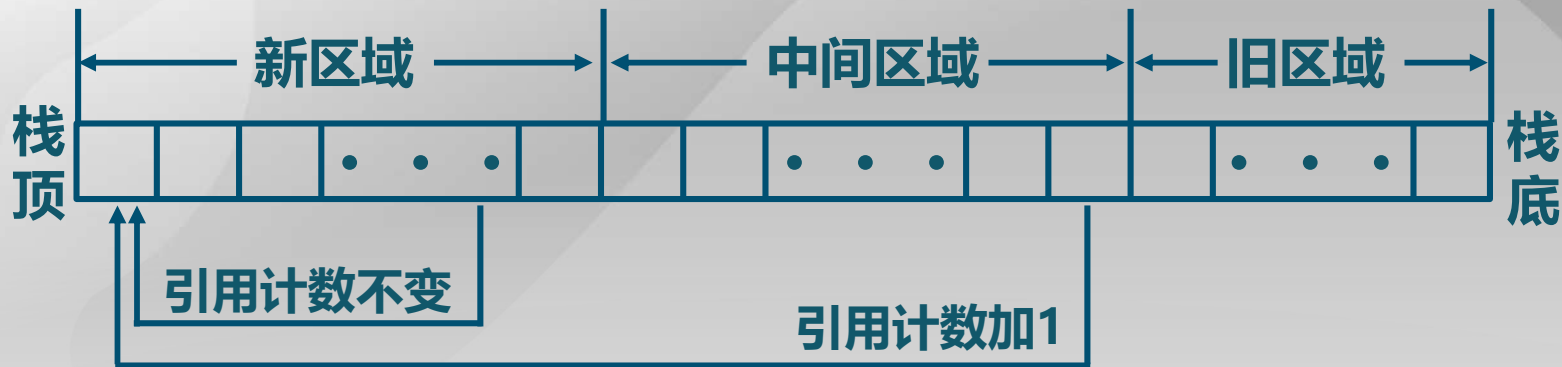 新区域
中间区域
旧区域
栈顶
栈底
引用计数不变
引用计数加1